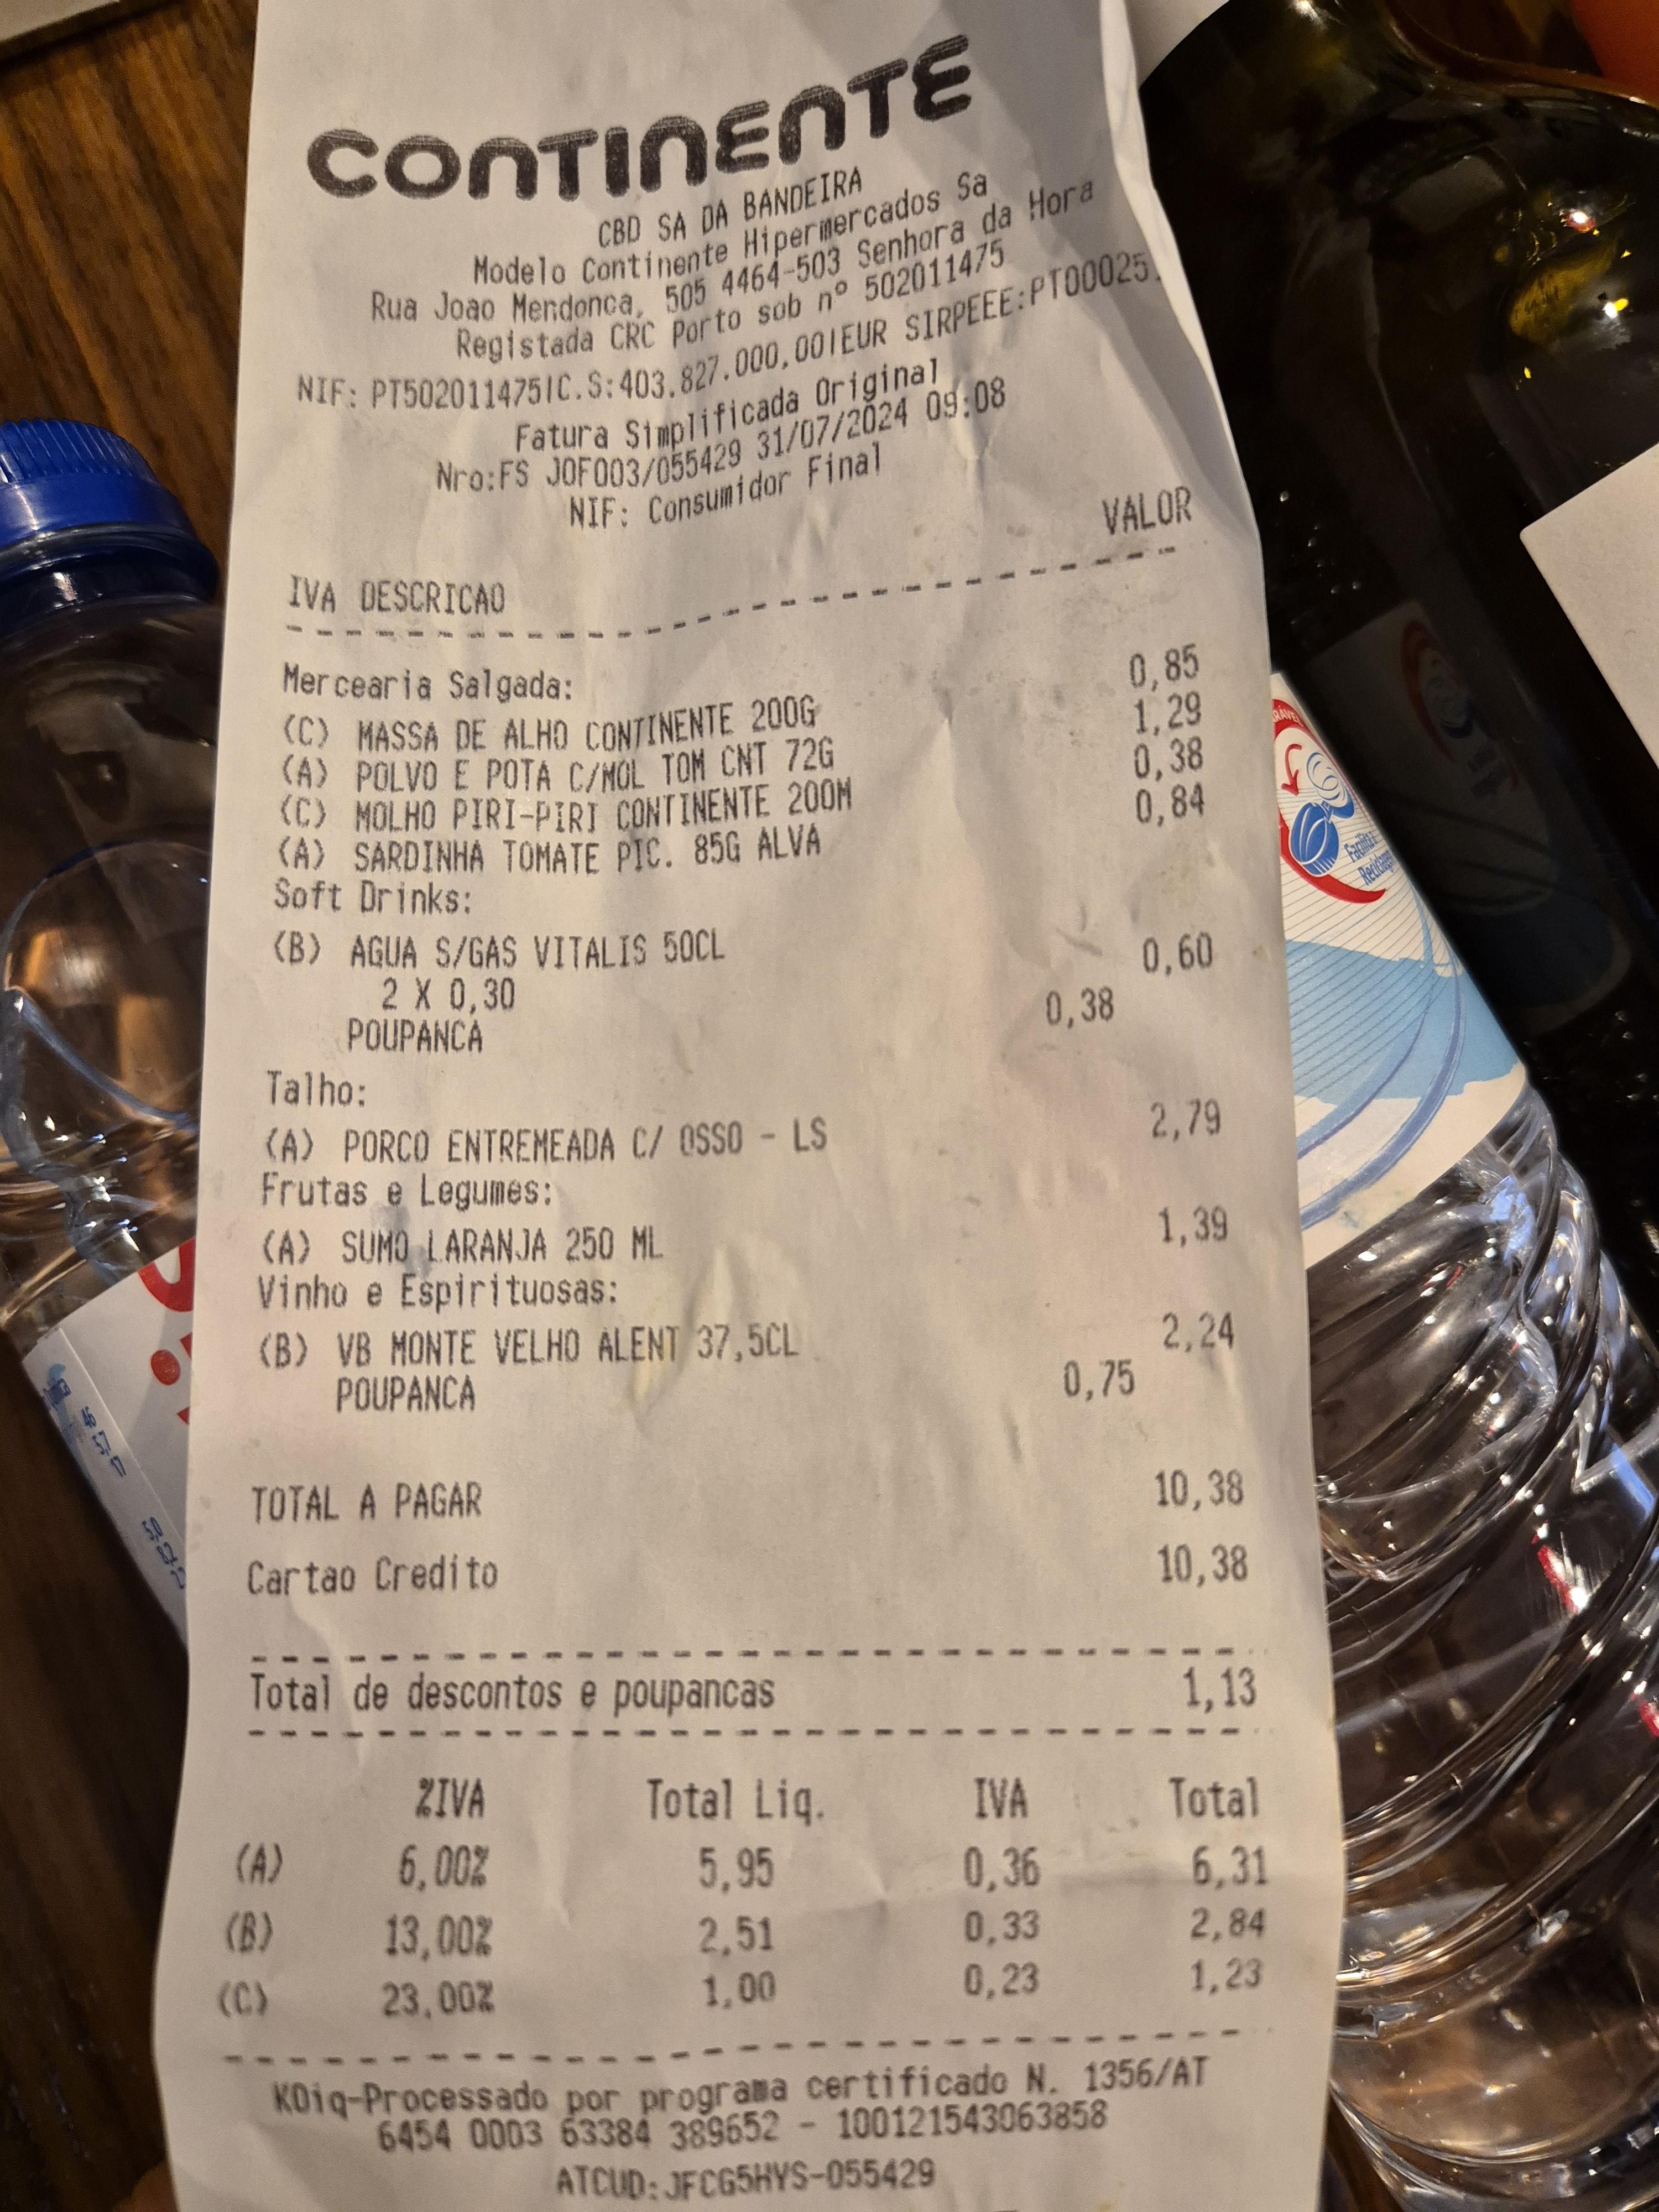 CONTINENTE
CBD SA DA BANDEIRA
Modelo Continente Hipermercados Sa
Rua Joao Mendonca, 505 4464-503 Senhora da Hora
Registada CRC Porto sob nº 502011475
NIF: PT502011475|C.S:403.827.000,00|EUR SIRPEEE:PT00025
Fatura Simplificada Original
Nro:FS JOF003/055429 31/07/2024 09:08
NIF: Consumidor Final
IVA DESCRICAO VALOR
Mercearia Salgada:
(C) MASSA DE ALHO CONTINENTE 200G 0,85
(A) POLVO E POTA C/MOL TOM CNT 72G 1,29
(C) MOLHO PIRI-PIRI CONTINENTE 200M 0,38
(A) SARDINHA TOMATE PIC. 85G ALVA 0,84
Soft Drinks:
(B) AGUA S/GAS VITALIS 50CL
2 X 0,30 0,60
POUPANCA 0,38
Talho:
(A) PORCO ENTREMEADA C/ OSSO - LS 2,79
Frutas e Legumes:
(A) SUMO LARANJA 250 ML 1,39
Vinho e Espirituosas:
(B) VB MONTE VELHO ALENT 37,5CL 2,24
POUPANCA 0,75
TOTAL A PAGAR 10,38
Cartao Credito 10,38
Total de descontos e poupancas 1,13
%IVA Total Liq. IVA Total
(A) 6,00% 5,95 0,36 6,31
(B) 13,00% 2,51 0,33 2,84
(C) 23,00% 1,00 0,23 1,23
KDiq-Processado por programa certificado N. 1356/AT
6454 0003 63384 389652 - 100121543063858
ATCUD:JFCG5HYS-055429
Facilita a
Reciclagem